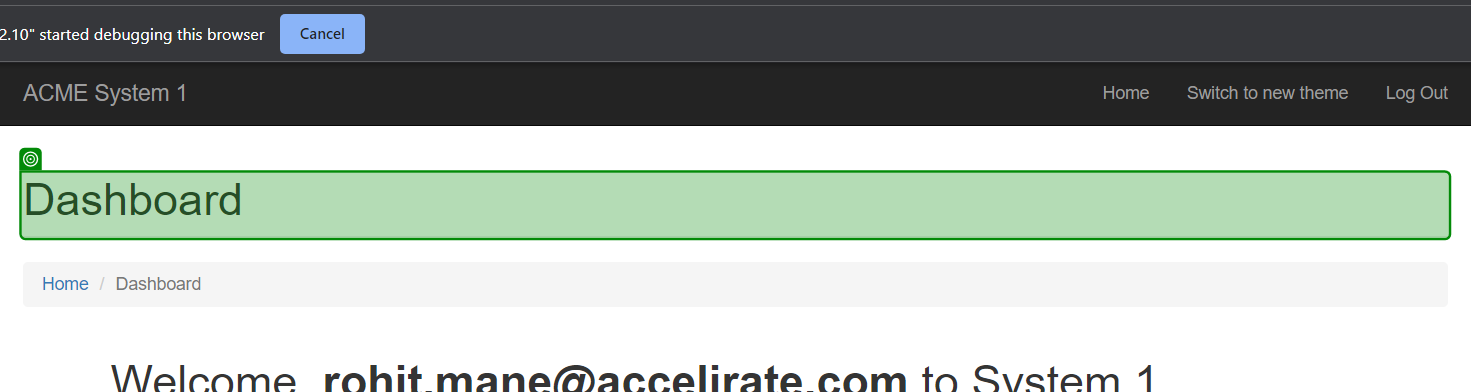 2.10" started debugging this browser Cancel
ACME System 1 Home Switch to new theme Log Out
Dashboard
Home / Dashboard
Welcome, rohit.mane@accelirate.com to System 1